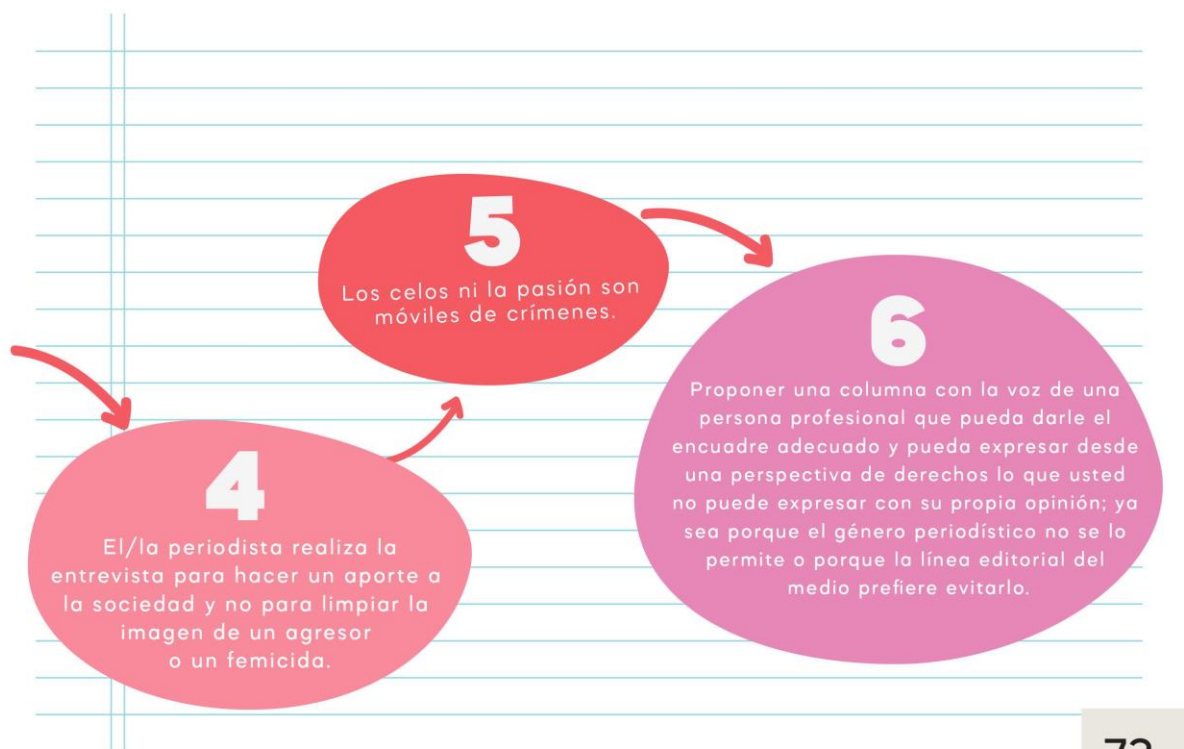 4
El/la periodista realiza la
entrevista para hacer un aporte a
la sociedad y no para limpiar la
imagen de un agresor
o un femicida.
5
Los celos ni la pasión son
móviles de crímenes.
6
Proponer una columna con la voz de una
persona profesional que pueda darle el
encuadre adecuado y pueda expresar desde
una perspectiva de derechos lo que usted
no puede expresar con su propia opinión; ya
sea porque el género periodístico no se lo
permite o porque la línea editorial del
medio prefiere evitarlo.